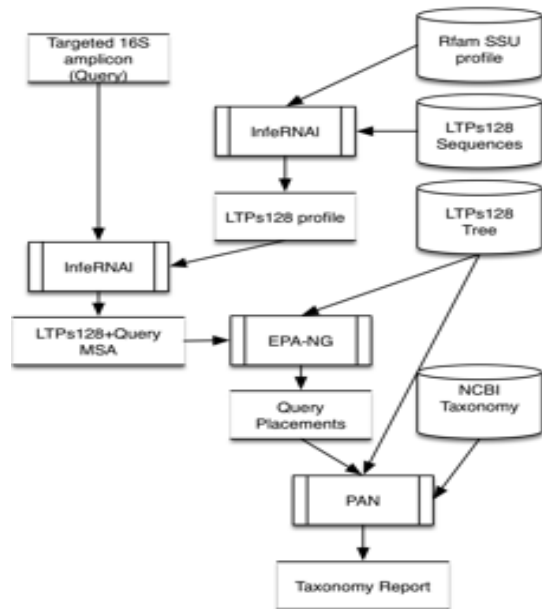 Targeted 16S
amplicon
(Query)
Rfam SSU
profile
InfeRNAl
LTPs128
Sequences
LTPs128 profile
LTPs128
Tree
InfeRNAl
LTPs128+Query
MSA
EPA-NG
Query
Placements
NCBI
Taxonomy
PAN
Taxonomy Report